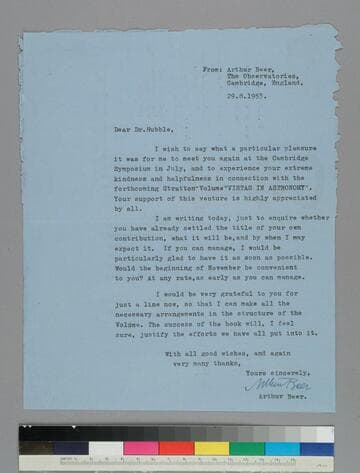 From: Arthur Beer,
The Observatories,
Cambridge, England.
29.8.1953.
Dear Dr.Hubble,
I wish to say what a particular pleasure
it was for me to meet you again at the Cambridge
Symposium in July, and to experience your extreme
kindness and helpfulness in connection with the
forthcoming Stratton-Volume"VISTAS IN ASTRONOMY".
Your support of this venture is highly appreciated
by all.
I am writing today, just to enquire whether
you have already settled the title of your own
contribution, what it will be,and by when I may
expect it. If you can manage, I would be
particularly glad to have it as soon as possible.
Would the beginning of November be convenient
to you? At any rate,as early as you can manage.
I would be very grateful to you for
just a line now, so that I can make all the
necessary arrangements in the structure of the
Volume. The success of the book will, I feel
sure, justify the efforts we have all put into it.
With all good wishes, and again
very many thanks,
Yours sincerely,
Arthur Beer
Arthur Beer.